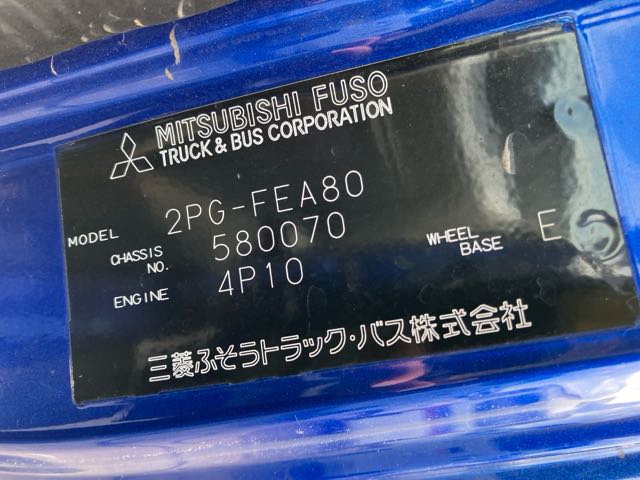 MITSUBISHI FUSO
TRUCK & BUS CORPORATION
MODEL 2PG-FEA80
CHASSIS NO. 580070
ENGINE 4P10
WHEEL BASE E
三菱ふそうトラック・バス株式会社